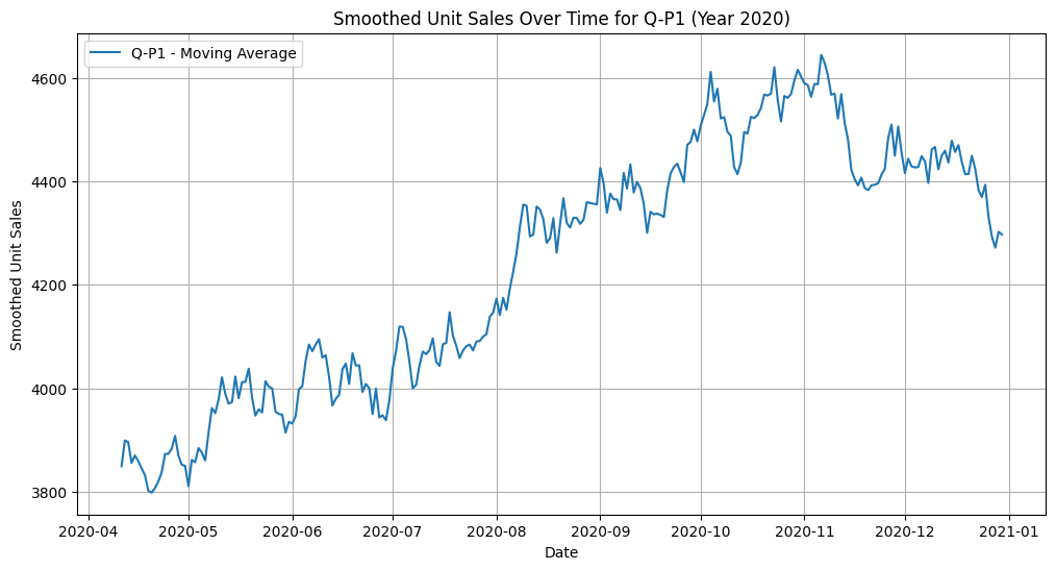 Smoothed Unit Sales Over Time for Q-P1 (Year 2020)
Q-P1 - Moving Average
4600
4400
4200
4000
3800
Smoothed Unit Sales
2020-04 2020-05 2020-06 2020-07 2020-08 2020-09 2020-10 2020-11 2020-12 2021-01
Date